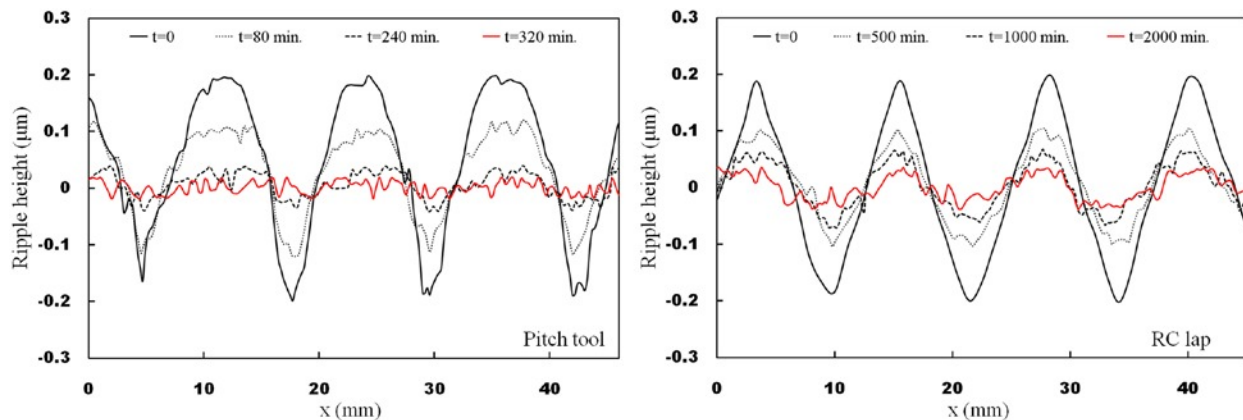 t=0 t=80 min. t=240 min. t=320 min.
Ripple height (μm)
0.3
0.2
0.1
0
-0.1
-0.2
-0.3
Pitch tool
0 10 20 30 40
x (mm)
t=0 t=500 min. t=1000 min. t=2000 min.
Ripple height (μm)
0.3
0.2
0.1
0
-0.1
-0.2
-0.3
RC lap
0 10 20 30 40
x (mm)